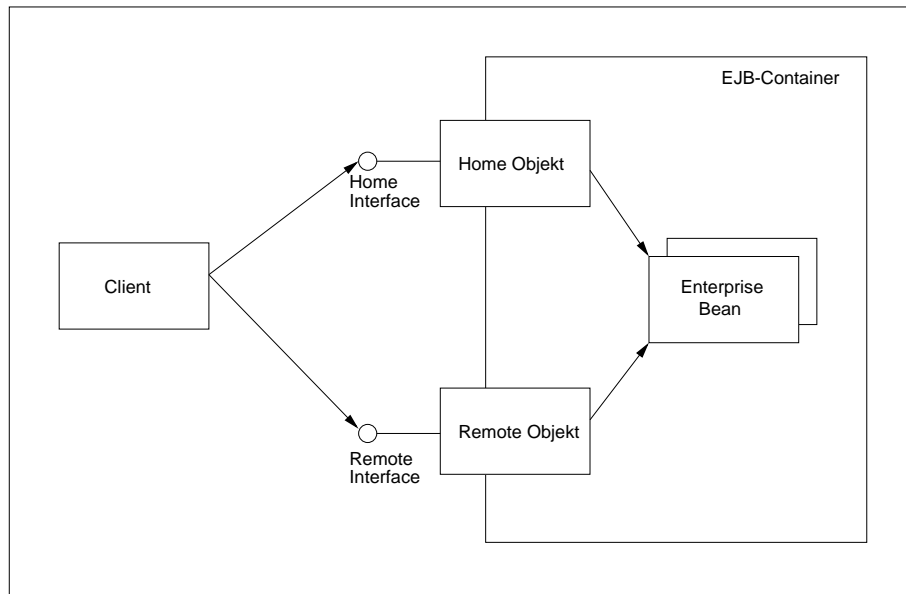 EJB-Container
Home Objekt
Home
Interface
Client
Enterprise
Bean
Remote Objekt
Remote
Interface